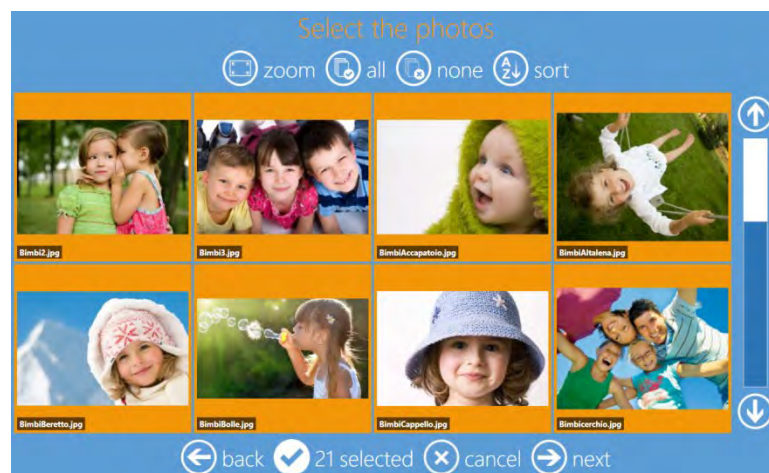 Select the photos
zoom all none sort
Bimbi2.jpg Bimbi3.jpg BimbiAccapatoio.jpg BimbiAltalena.jpg
BimbiBeretto.jpg BimbiBolle.jpg BimbiCappello.jpg Bimbicerchio.jpg
back 21 selected cancel next